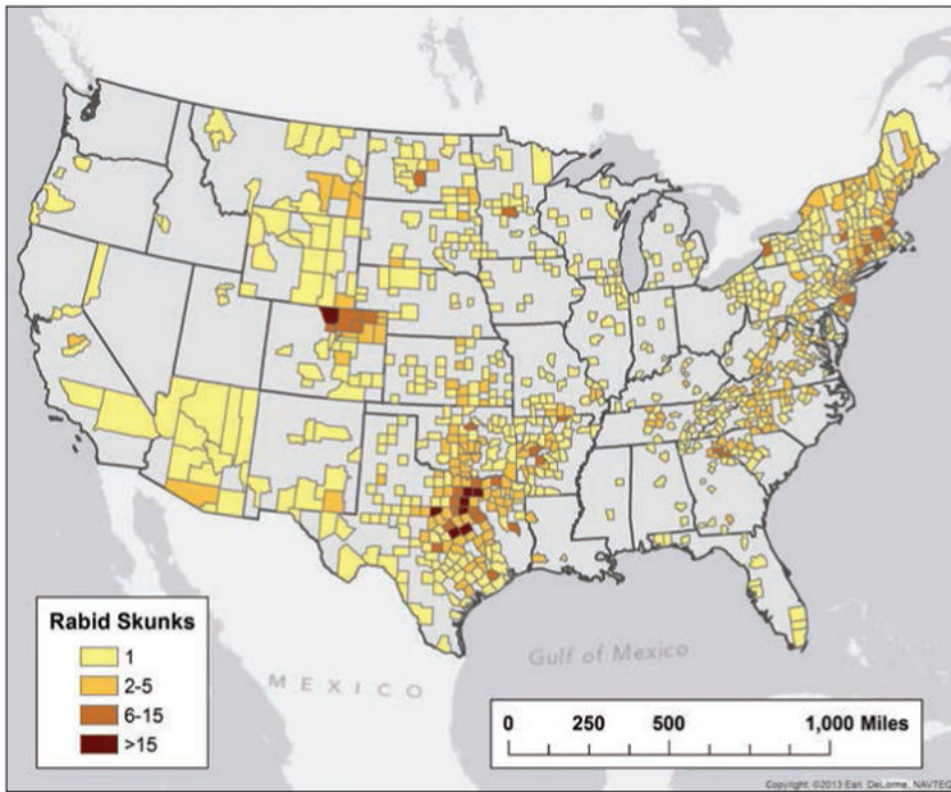 Rabid Skunks
1
2-5
6-15
>15
MEXICO
Gulf of Mexico
0 250 500 1,000 Miles
Copyright: ©2013 Esri, DeLorme, NAVTEC